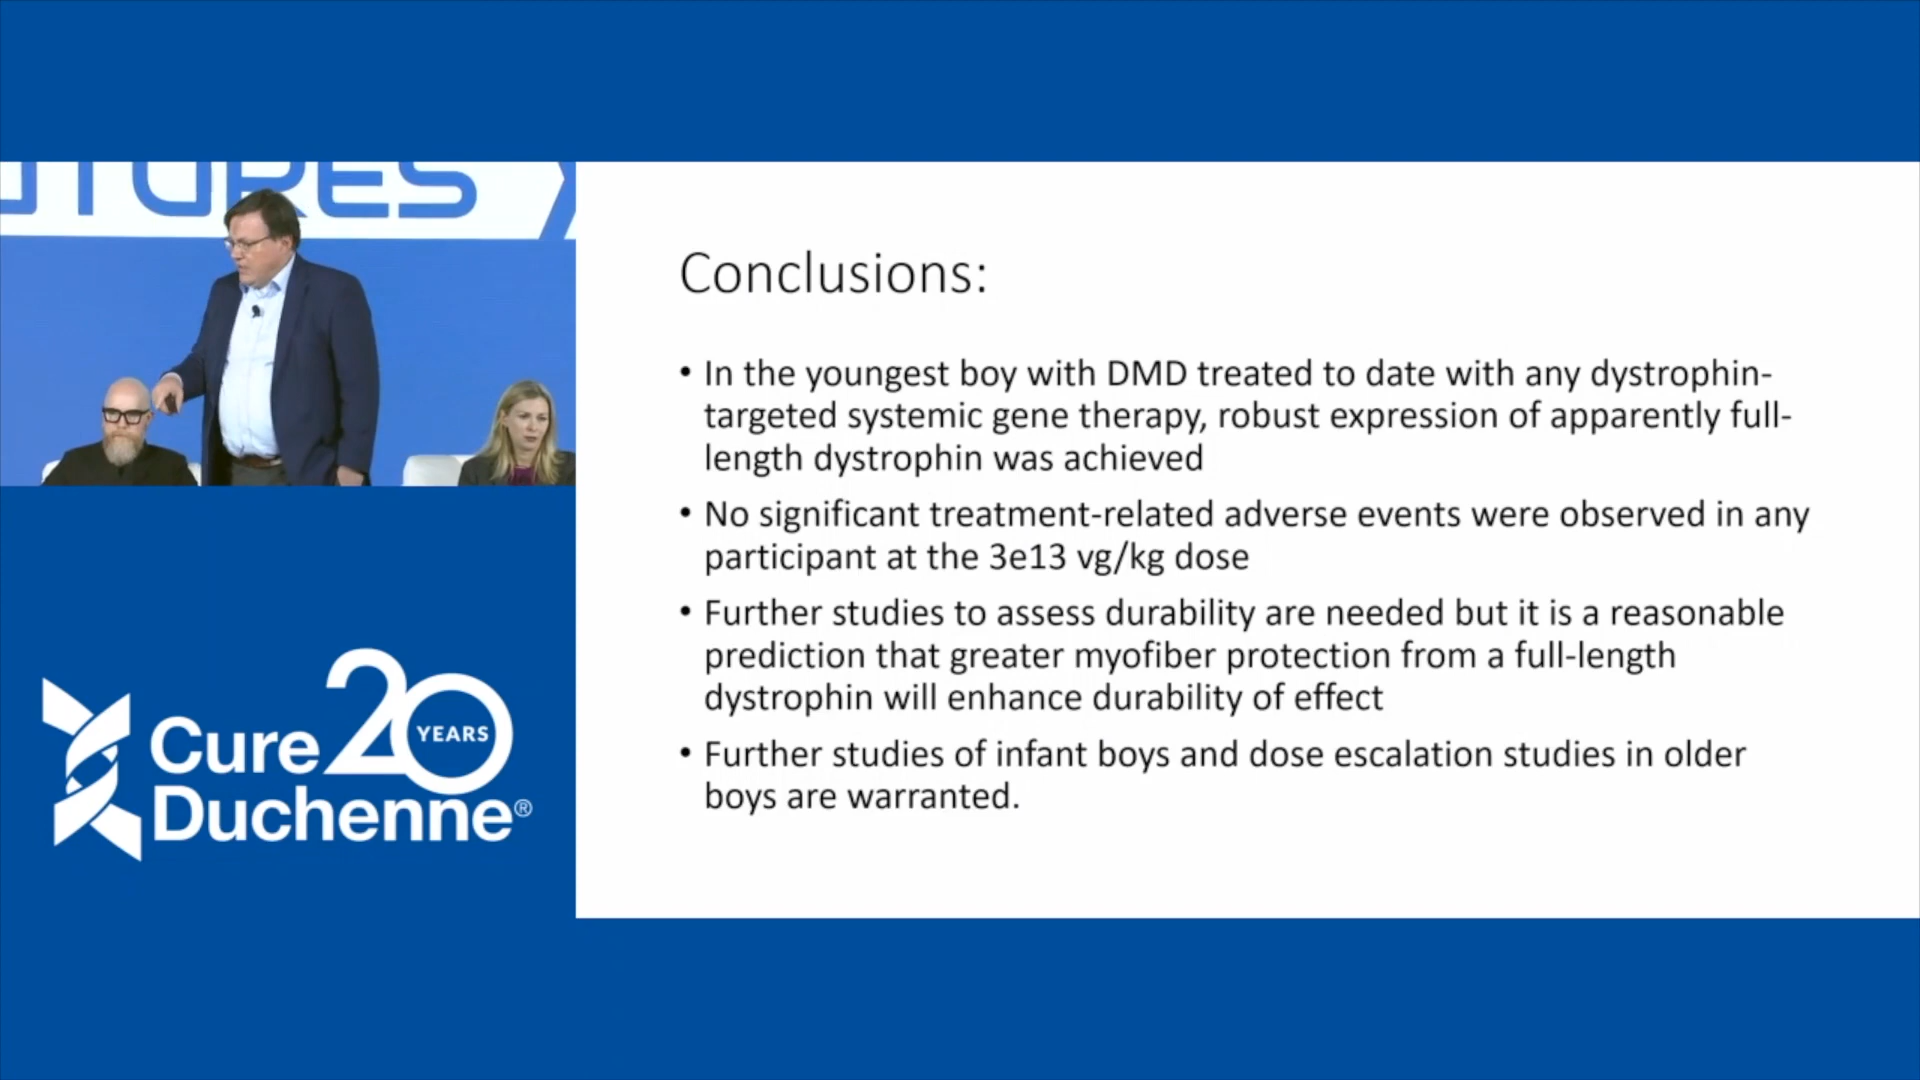 UTURES
Conclusions:
• In the youngest boy with DMD treated to date with any dystrophin-
targeted systemic gene therapy, robust expression of apparently full-
length dystrophin was achieved
• No significant treatment-related adverse events were observed in any
participant at the 3e13 vg/kg dose
• Further studies to assess durability are needed but it is a reasonable
prediction that greater myofiber protection from a full-length
dystrophin will enhance durability of effect
• Further studies of infant boys and dose escalation studies in older
boys are warranted.
20
YEARS
Cure
Duchenne®